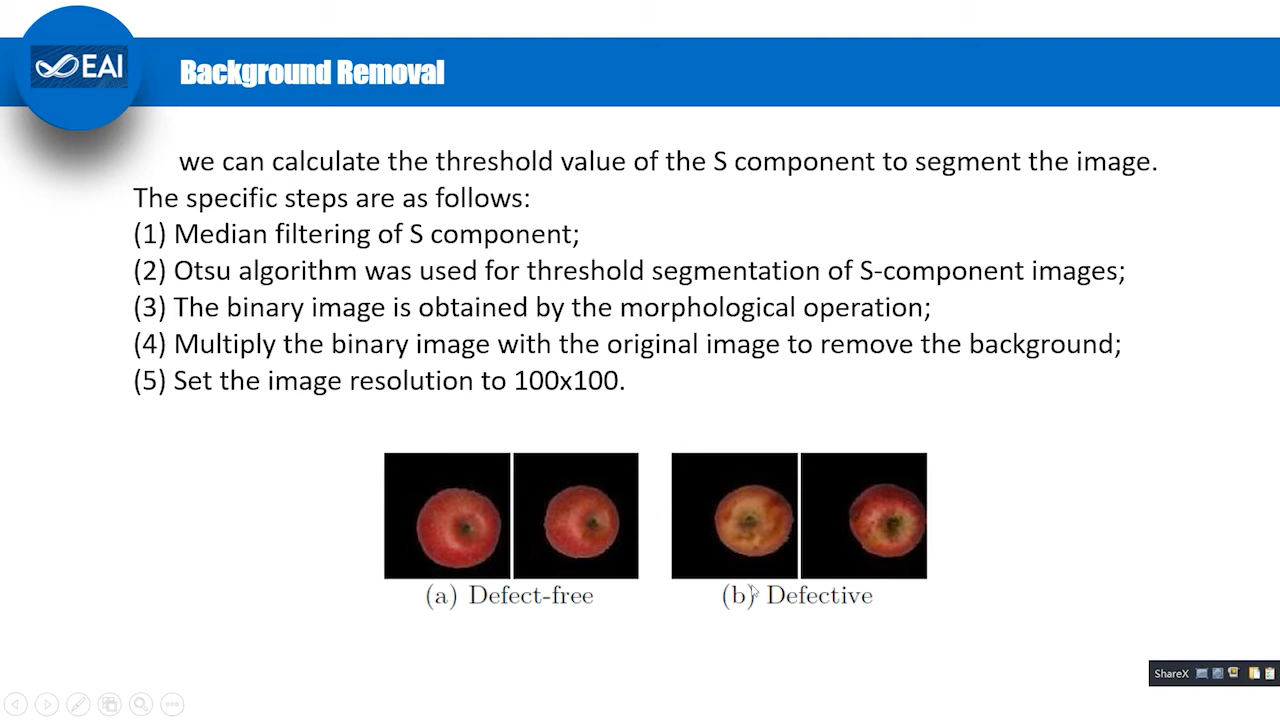 EAI
Background Removal
we can calculate the threshold value of the S component to segment the image.
The specific steps are as follows:
(1) Median filtering of S component;
(2) Otsu algorithm was used for threshold segmentation of S-component images;
(3) The binary image is obtained by the morphological operation;
(4) Multiply the binary image with the original image to remove the background;
(5) Set the image resolution to 100x100.
(a) Defect-free
(b) Defective
ShareX